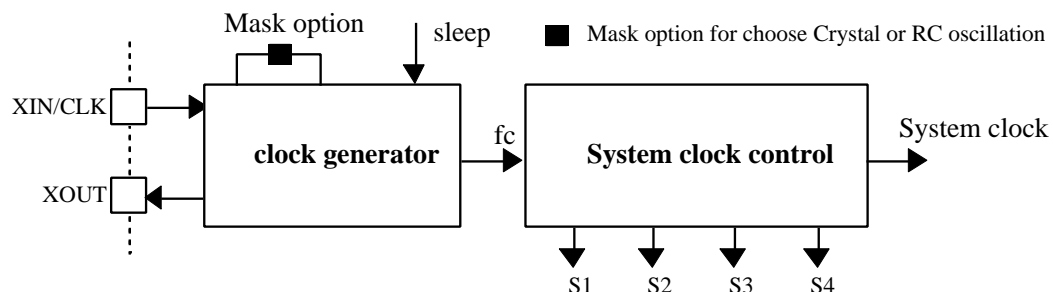 Mask option
sleep
Mask option for choose Crystal or RC oscillation
XIN/CLK
clock generator
fc
System clock control
System clock
XOUT
S1
S2
S3
S4